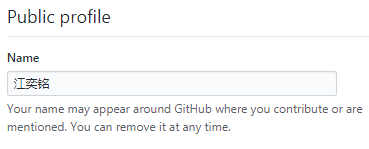 Public profile
Name
江奕铭
Your name may appear around GitHub where you contribute or are
mentioned. You can remove it at any time.